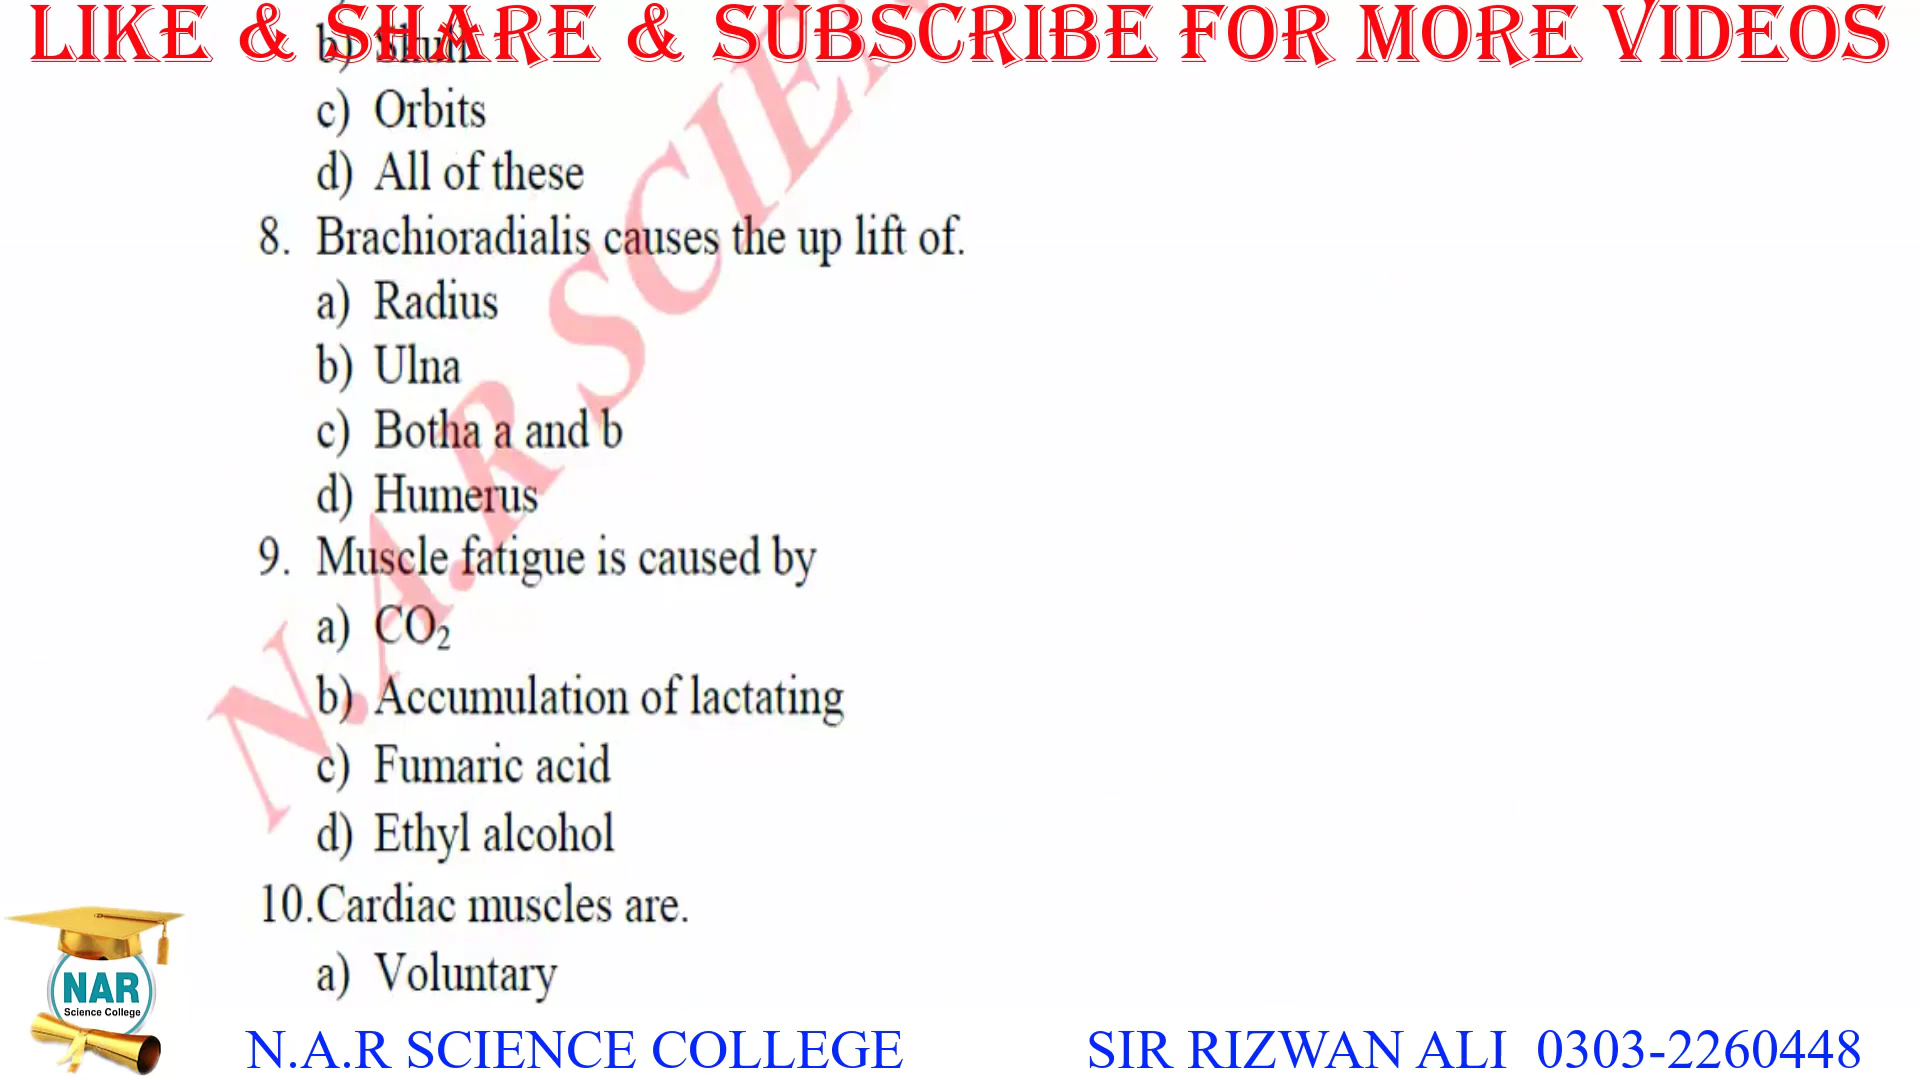 LIKE & SHARE & SUBSCRIBE FOR MORE VIDEOS
b) Skull
c) Orbits
d) All of these
8. Brachioradialis causes the up lift of.
a) Radius
b) Ulna
c) Botha a and b
d) Humerus
9. Muscle fatigue is caused by
a) CO₂
b) Accumulation of lactating
c) Fumaric acid
d) Ethyl alcohol
10.Cardiac muscles are.
a) Voluntary
N.A.R SCIEN
NAR
Science College
N.A.R SCIENCE COLLEGE SIR RIZWAN ALI 0303-2260448